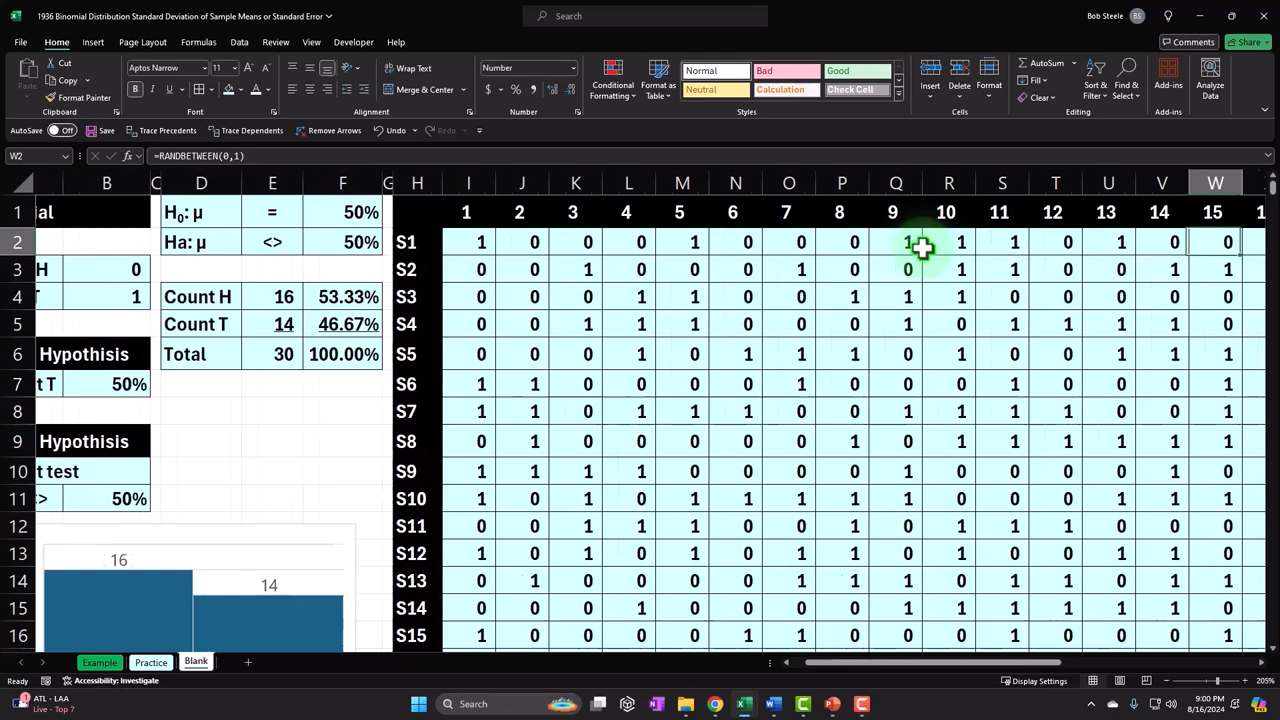 1936 Binomial Distribution Standard Deviation of Sample Means or Standard Error
Search
Bob Steele BS
File Home Insert Page Layout Formulas Data Review View Developer Help
Comments Share
Cut
Copy
Format Painter
Paste
Clipboard
Aptos Narrow 11
Font
Wrap Text
Merge & Center
Alignment
Number
Number
Conditional Formatting
Format as Table
Normal Bad Good
Neutral Calculation Check Cell
Styles
Insert Delete Format
Cells
AutoSum
Fill
Clear
Sort & Filter
Find & Select
Editing
Add-ins
Add-ins
Analyze Data
AutoSave Off Save Trace Precedents Trace Dependents Remove Arrows Undo Redo
W2 fx =RANDBETWEEN(0,1)
B C D E F G H I J K L M N O P Q R S T U V W
1 al H0: μ = 50% 1 2 3 4 5 6 7 8 9 10 11 12 13 14 15 1
2 Ha: μ <> 50% S1 1 0 0 0 1 0 0 0 1 1 1 0 1 0 0
3 H 0 S2 0 0 1 0 0 0 1 0 0 1 1 0 0 1 1
4 T 1 Count H 16 53.33% S3 0 0 0 1 1 0 0 1 1 1 0 0 0 0 0
5 Count T 14 46.67% S4 0 0 1 1 1 0 0 0 1 0 1 1 1 1 0
6 Hypothisis Total 30 100.00% S5 0 0 0 1 0 1 1 1 0 1 0 0 1 1 1
7 t T 50% S6 1 1 0 0 0 0 1 0 0 0 1 0 0 0 1
8 S7 1 1 0 1 1 1 0 0 1 1 1 1 0 0 1
9 Hypothisis S8 0 1 0 0 0 0 0 1 0 1 1 1 1 1 1
10 t test S9 1 1 1 1 0 0 0 0 1 0 0 1 0 0 0
11 <> 50% S10 1 0 1 0 1 1 1 1 1 0 0 0 1 1 1
12 S11 0 0 1 1 1 0 0 1 0 1 1 1 0 0 1
13 S12 1 0 1 0 1 0 1 1 0 1 0 1 0 1 0
14 16 S13 0 1 0 0 0 0 1 1 1 0 1 1 0 1 1
15 14 S14 0 0 0 1 0 0 0 0 1 1 1 1 1 1 0
16 S15 1 0 0 0 0 1 1 0 0 0 1 0 0 0 1
Example Practice Blank
Ready Accessibility: Investigate Display Settings 205%
1 ATL - LAA
Live - Top 7
Search
9:00 PM
8/16/2024